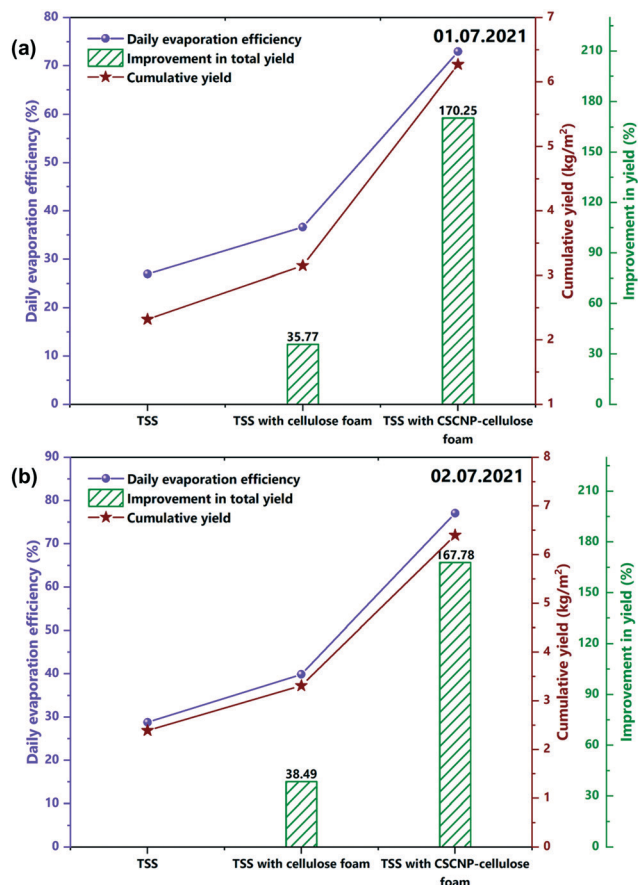 (a)
01.07.2021
Daily evaporation efficiency
Improvement in total yield
Cumulative yield
Daily evaporation efficiency (%)
80
70
60
50
40
30
20
10
0
Cumulative yield (kg/m²)
7
6
5
4
3
2
1
Improvement in yield (%)
210
180
150
120
90
60
30
0
35.77
170.25
TSS
TSS with cellulose foam
TSS with CSCNP-cellulose
foam
(b)
02.07.2021
Daily evaporation efficiency
Improvement in total yield
Cumulative yield
Daily evaporation efficiency (%)
90
80
70
60
50
40
30
20
10
0
Cumulative yield (kg/m²)
8
7
6
5
4
3
2
1
0
Improvement in yield (%)
210
180
150
120
90
60
30
0
38.49
167.78
TSS
TSS with cellulose foam
TSS with CSCNP-cellulose
foam